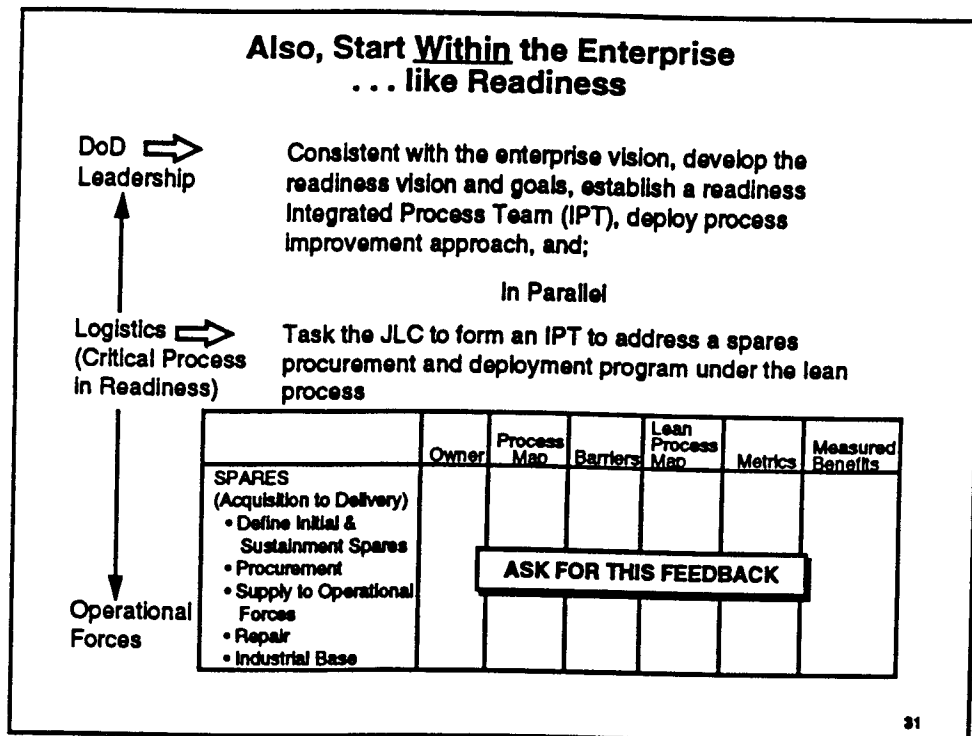 Also, Start Within the Enterprise
. . . like Readiness
DoD
Leadership
Consistent with the enterprise vision, develop the
readiness vision and goals, establish a readiness
Integrated Process Team (IPT), deploy process
improvement approach, and;
In Parallel
Logistics
(Critical Process
in Readiness)
Task the JLC to form an IPT to address a spares
procurement and deployment program under the lean
process
Owner
Process
Map
Barriers
Lean
Process
Map
Metrics
Measured
Benefits
SPARES
(Acquisition to Delivery)
• Define Initial &
Sustainment Spares
• Procurement
• Supply to Operational
Forces
• Repair
• Industrial Base
ASK FOR THIS FEEDBACK
Operational
Forces
31